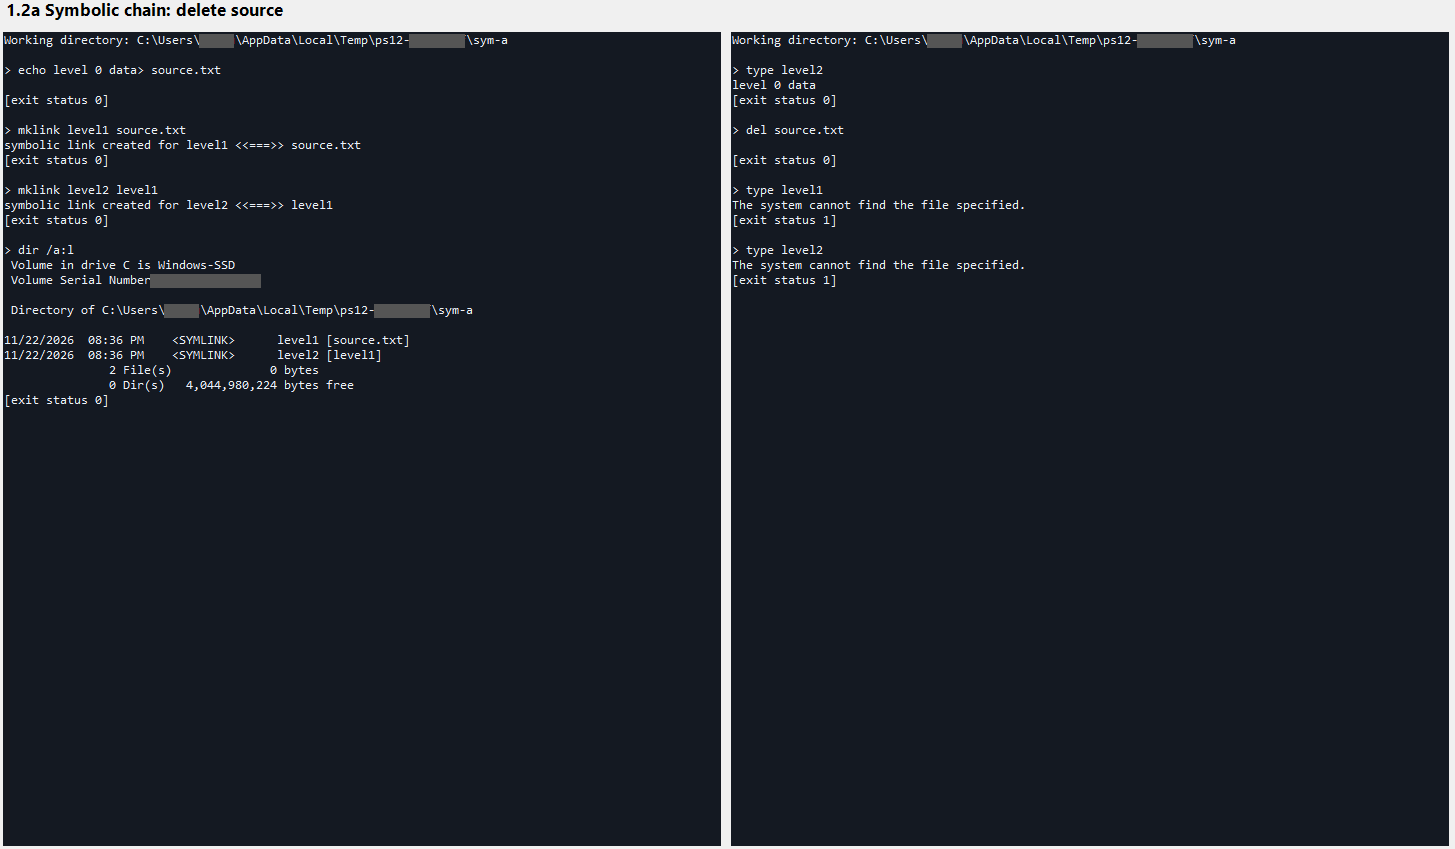 1.2a Symbolic chain: delete source
Working directory: C:\Users\ \AppData\Local\Temp\ps12- \sym-a
> echo level 0 data> source.txt
[exit status 0]
> mklink level1 source.txt
symbolic link created for level1 <<===>> source.txt
[exit status 0]
> mklink level2 level1
symbolic link created for level2 <<===>> level1
[exit status 0]
> dir /a:l
Volume in drive C is Windows-SSD
Volume Serial Number
Directory of C:\Users\ \AppData\Local\Temp\ps12- \sym-a
11/22/2026  08:36 PM    <SYMLINK>      level1 [source.txt]
11/22/2026  08:36 PM    <SYMLINK>      level2 [level1]
2 File(s)              0 bytes
0 Dir(s)   4,044,980,224 bytes free
[exit status 0]
Working directory: C:\Users\ \AppData\Local\Temp\ps12- \sym-a
> type level2
level 0 data
[exit status 0]
> del source.txt
[exit status 0]
> type level1
The system cannot find the file specified.
[exit status 1]
> type level2
The system cannot find the file specified.
[exit status 1]